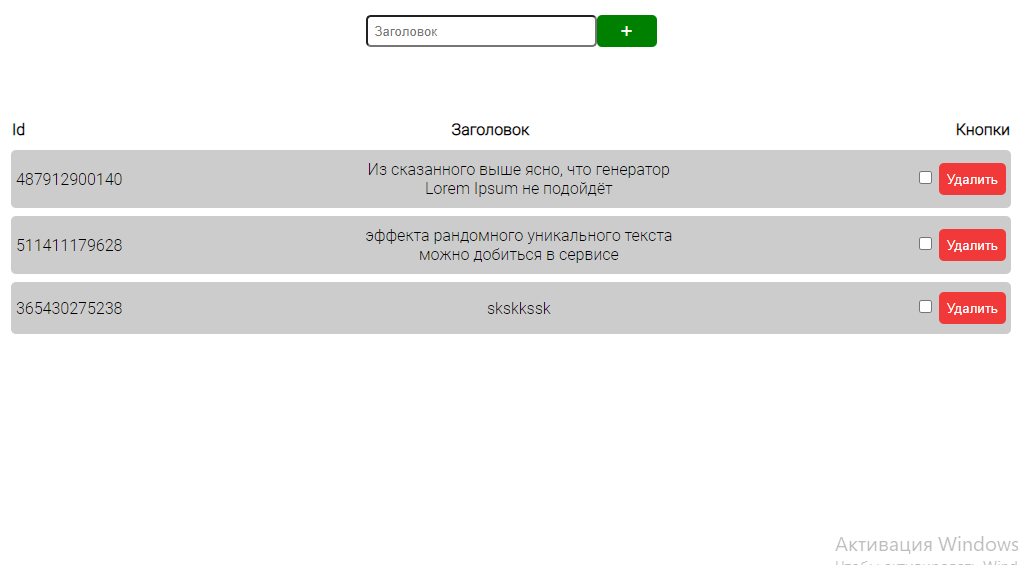 Заголовок
+
Id Заголовок Кнопки
487912900140
Из сказанного выше ясно, что генератор
Lorem Ipsum не подойдёт
Удалить
511411179628
эффекта рандомного уникального текста
можно добиться в сервисе
Удалить
365430275238
skskkssk
Удалить
Активация Windows